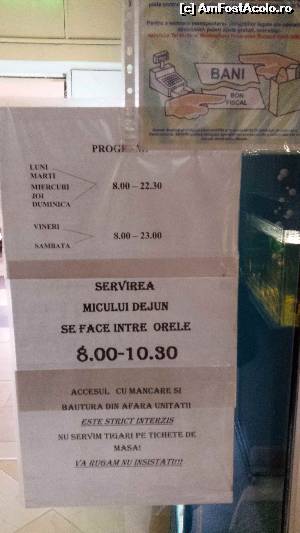 © AmFostAcolo.ro
BANI
BON
FISCAL
LUNI
MARTI
MIERCURI 8.00 – 22.30
JOI
DUMINICA
VINERI
8.00 – 23.00
SAMBATA
SERVIREA
MICULUI DEJUN
SE FACE INTRE ORELE
8.00-10.30
ACCESUL CU MANCARE SI
BAUTURA DIN AFARA UNITATII
ESTE STRICT INTERZIS
NU SERVIM TIGARI PE TICHETE DE
MASA!
VA RUGAM NU INSISTATI!!!!